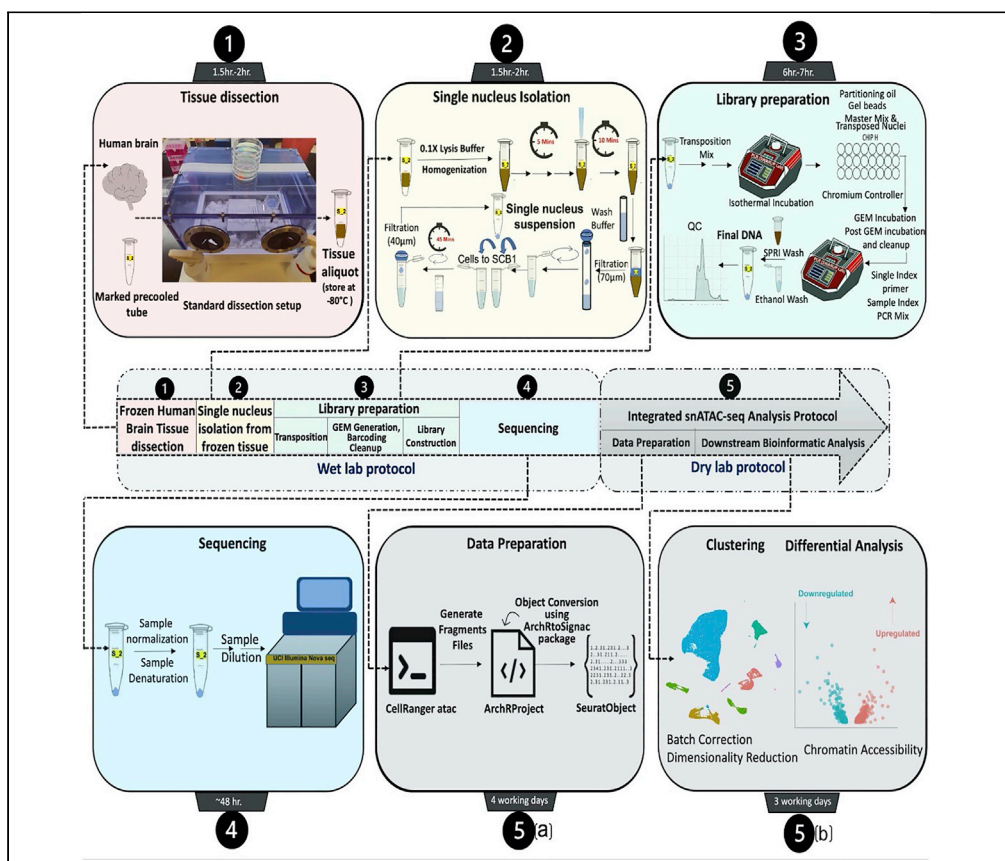 1
1.5hr.-2hr.
Tissue dissection
Human brain
S_2
Tissue
aliquot
(store at
-80°C )
Marked precooled
tube
Standard dissection setup
2
1.5hr.-2hr.
Single nucleus Isolation
0.1X Lysis Buffer
Homogenization
5 Mins
10 Mins
Single nucleus
suspension
Wash
Buffer
Filtration
(40µm)
45 Mins
Cells to SCB1
Filtration
(70µm)
3
6hr.-7hr.
Library preparation
Partitioning oil
Gel beads
Master Mix &
Transposed Nuclei
CHIP H
Transposition
Mix
Isothermal Incubation
Chromium Controller
GEM Incubation
Post GEM incubation
and cleanup
QC
Final DNA
SPRI Wash
Ethanol Wash
Single Index
primer
Sample Index
PCR Mix
1
2
3
4
5
Frozen Human
Brain Tissue
dissection
Single nucleus
isolation from
frozen tissue
Library preparation
Transposition
GEM Generation,
Barcoding
Cleanup
Library
Construction
Sequencing
Integrated snATAC-seq Analysis Protocol
Data Preparation
Downstream Bioinformatic Analysis
Wet lab protocol
Dry lab protocol
Sequencing
Sample
normalization
Sample
Denaturation
S_2
S_2
Sample
Dilution
UCI Illumina Nova seq
~48 hr.
4
Data Preparation
Generate
Fragments
Files
Object Conversion
using
ArchRtoSignac
package
CellRanger atac
ArchRProject
SeuratObject
4 working days
5 (a)
Clustering
Differential Analysis
Downregulated
Upregulated
Batch Correction
Dimensionality Reduction
Chromatin Accessibility
3 working days
5 (b)